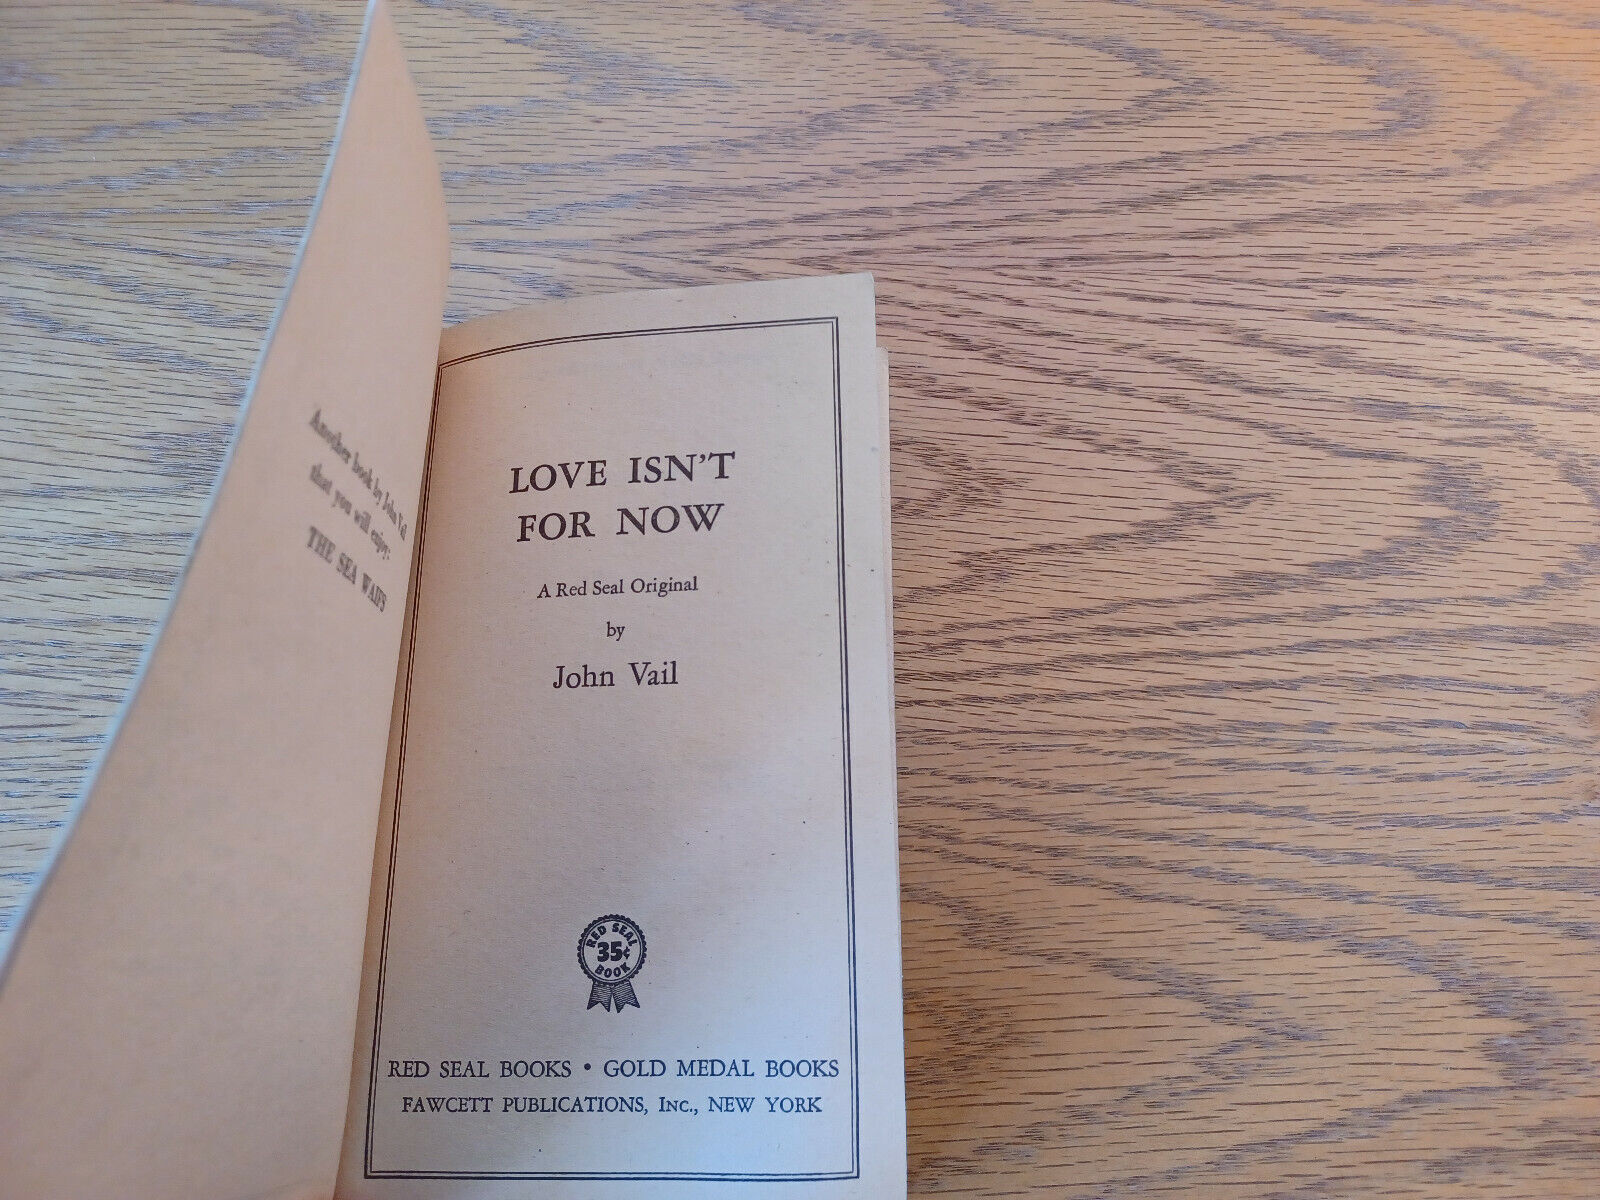 Another book by John Vail
that you will enjoy:
THE SEA WAIFS
LOVE ISN'T
FOR NOW
A Red Seal Original
by
John Vail
RED SEAL
35¢
BOOK
RED SEAL BOOKS • GOLD MEDAL BOOKS
FAWCETT PUBLICATIONS, INC., NEW YORK